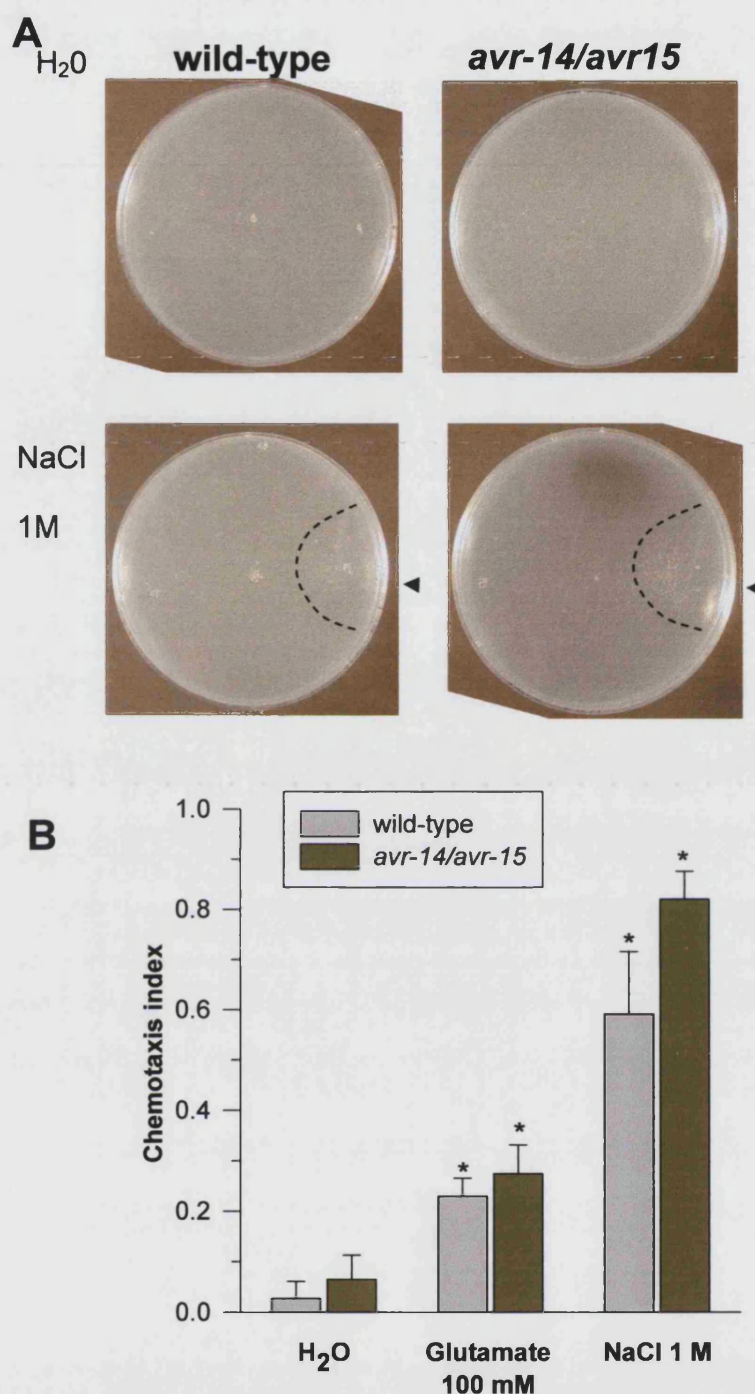 A
H₂0
wild-type
avr-14/avr15
NaCl
1M
B
wild-type
avr-14/avr-15
Chemotaxis index
1.0
0.8
0.6
0.4
0.2
0.0
*
*
*
*
H₂O
Glutamate
100 mM
NaCl 1 M